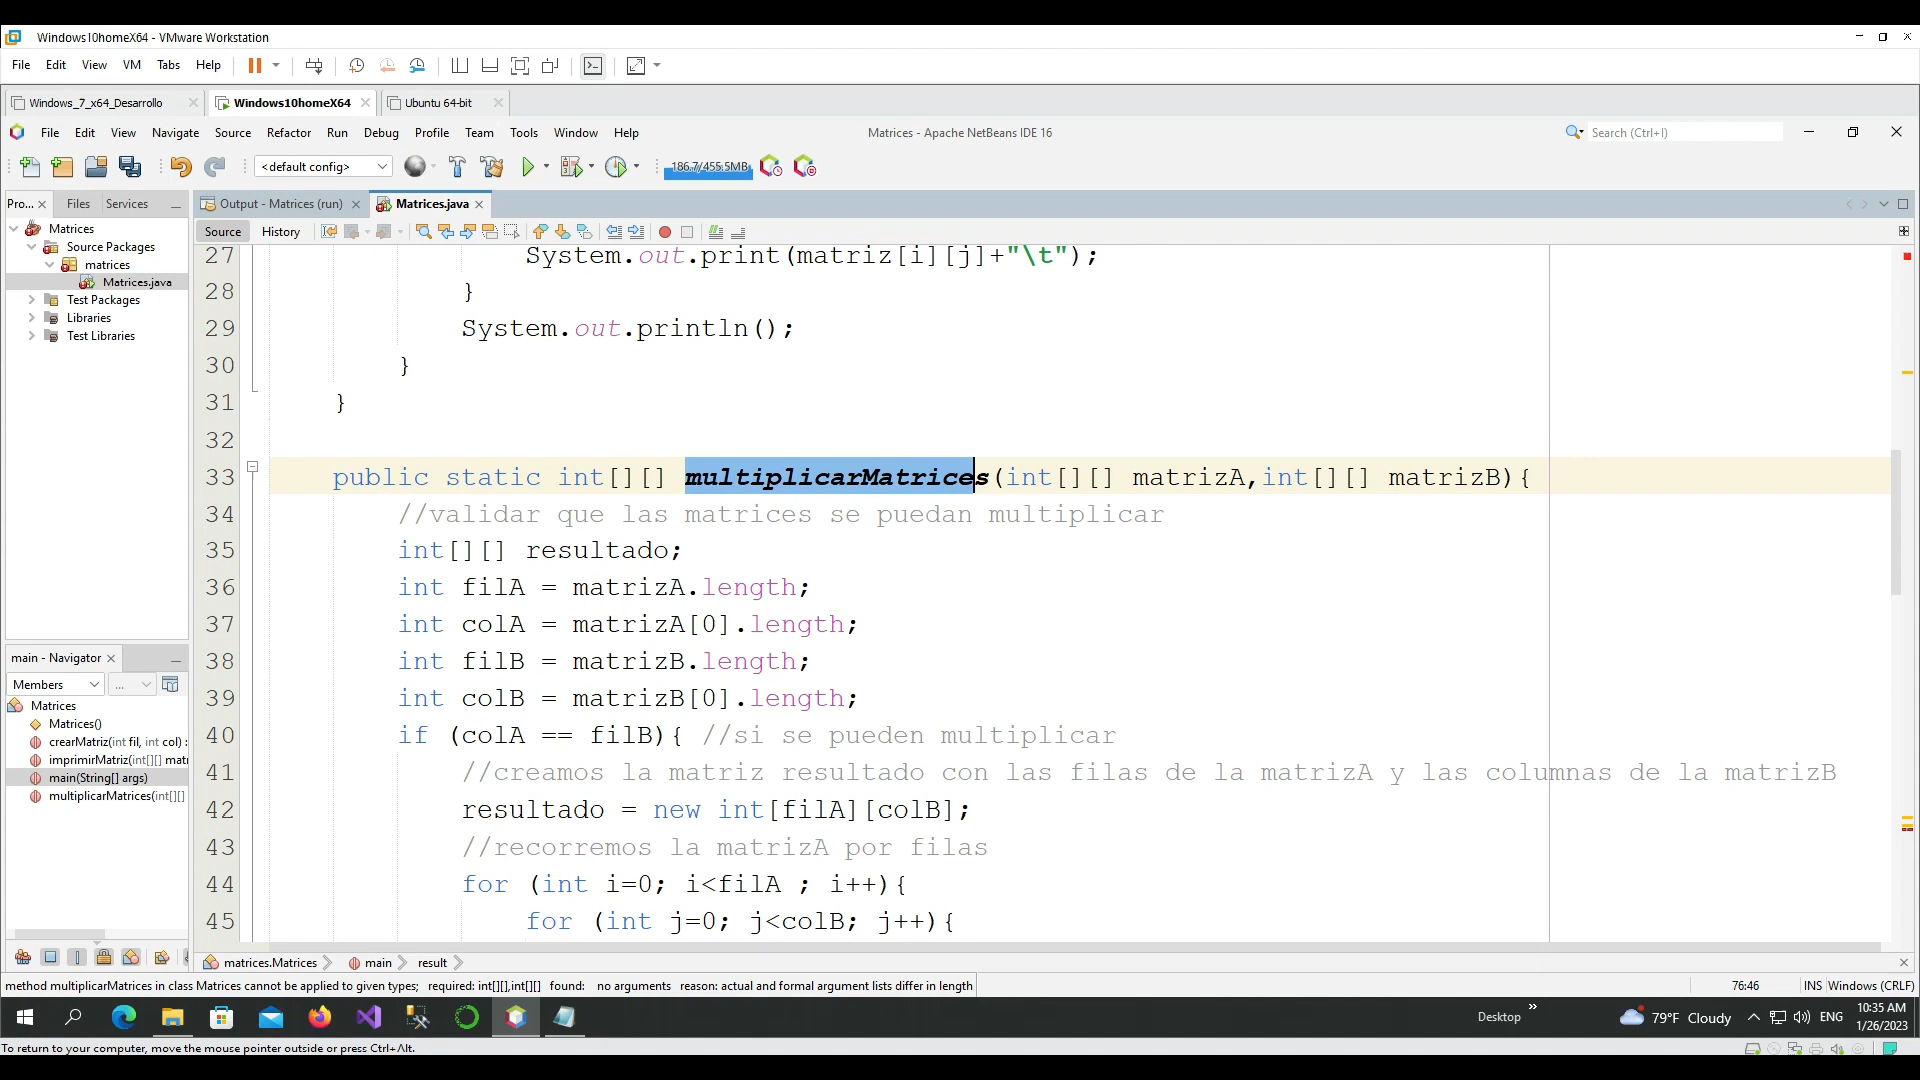 Windows10homeX64 - VMware Workstation
File Edit View VM Tabs Help
Windows_7_x64_Desarrollo Windows10homeX64 Ubuntu 64-bit
File Edit View Navigate Source Refactor Run Debug Profile Team Tools Window Help Matrices - Apache NetBeans IDE 16 Search (Ctrl+I)
<default config> 186.7/455.5MB
Pro... Files Services Output - Matrices (run) Matrices.java
Source History
Matrices
Source Packages
matrices
Matrices.java
Test Packages
Libraries
Test Libraries
27 System.out.print(matriz[i][j]+"\t");
28 }
29 System.out.println();
30 }
31 }
32
33 public static int[][] multiplicarMatrices(int[][] matrizA,int[][] matrizB){
34 //validar que las matrices se puedan multiplicar
35 int[][] resultado;
36 int filA = matrizA.length;
37 int colA = matrizA[0].length;
38 int filB = matrizB.length;
39 int colB = matrizB[0].length;
40 if (colA == filB){ //si se pueden multiplicar
41 //creamos la matriz resultado con las filas de la matrizA y las columnas de la matrizB
42 resultado = new int[filA][colB];
43 //recorremos la matrizA por filas
44 for (int i=0; i<filA ; i++){
45 for (int j=0; j<colB; j++){
main - Navigator
Members ...
Matrices
Matrices()
crearMatriz(int fil, int col) :
imprimirMatriz(int[][] matr
main(String[] args)
multiplicarMatrices(int[][]
matrices.Matrices main result
method multiplicarMatrices in class Matrices cannot be applied to given types; required: int[][],int[][] found: no arguments reason: actual and formal argument lists differ in length 76:46 INS Windows (CRLF)
Desktop 79°F Cloudy ENG 10:35 AM
1/26/2023
To return to your computer, move the mouse pointer outside or press Ctrl+Alt.